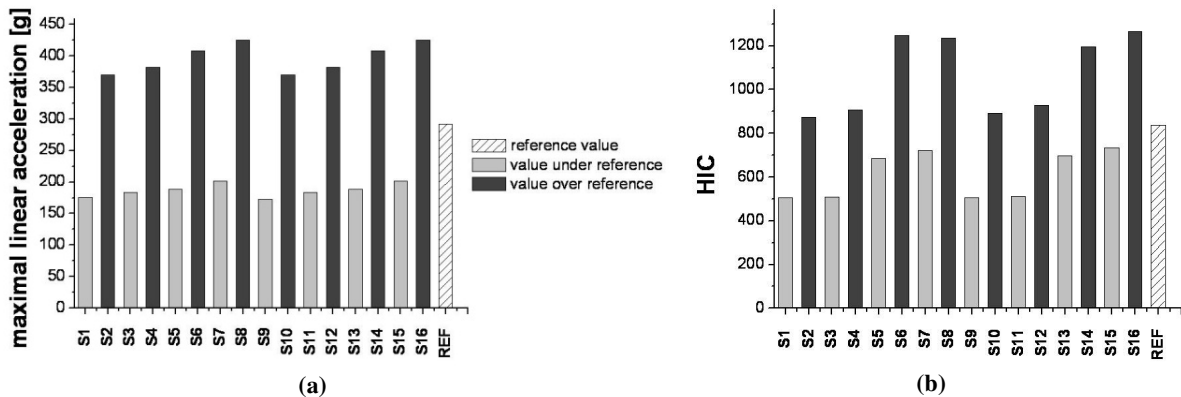 maximal linear acceleration [g]
450
400
350
300
250
200
150
100
50
0
S1 S2 S3 S4 S5 S6 S7 S8 S9 S10 S11 S12 S13 S14 S15 S16 REF
(a)
reference value
value under reference
value over reference
HIC
1200
1000
800
600
400
200
0
S1 S2 S3 S4 S5 S6 S7 S8 S9 S10 S11 S12 S13 S14 S15 S16 REF
(b)